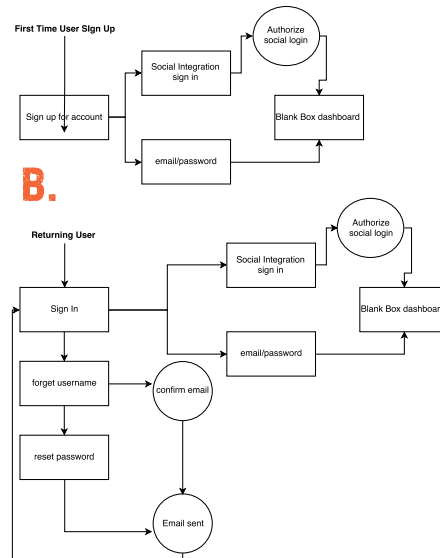 First Time User SIgn Up
Authorize
social login
Social Integration
sign in
Sign up for account
Blank Box dashboard
email/password
B.
Returning User
Authorize
social login
Social Integration
sign in
Sign In
Blank Box dashboard
email/password
forget username
confirm email
reset password
Email sent